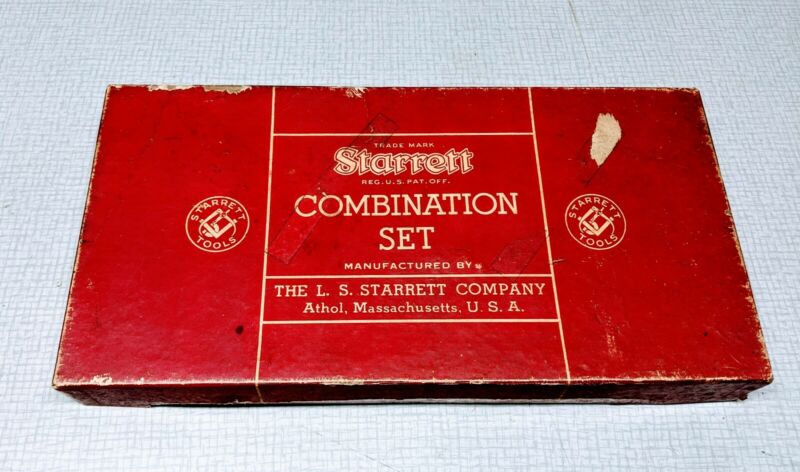 TRADE MARK
Starrett
REG. U.S. PAT. OFF.
COMBINATION
SET
MANUFACTURED BY
THE L. S. STARRETT COMPANY
Athol, Massachusetts, U. S. A.
STARRETT
TOOLS
STARRETT
TOOLS